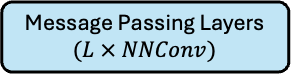 Message Passing Layers
(L × NNConv)